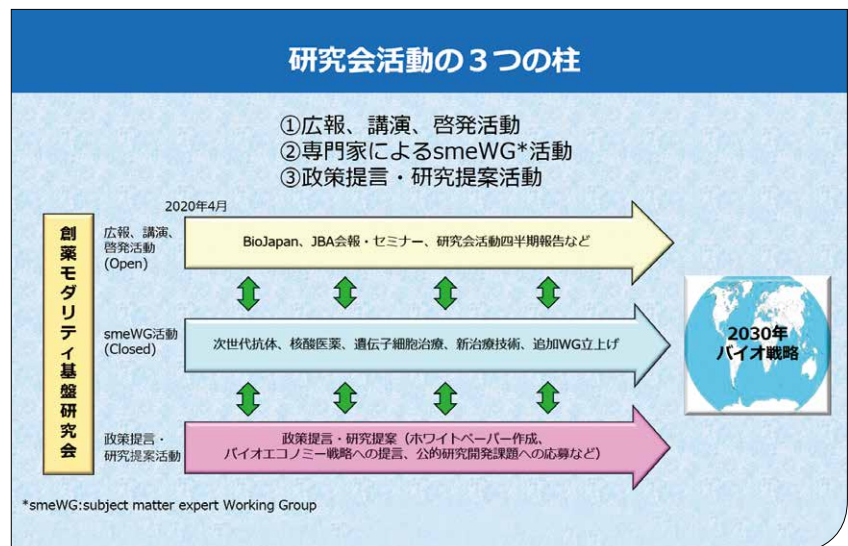 研究会活動の３つの柱
①広報、講演、啓発活動
②専門家によるsmeWG*活動
③政策提言・研究提案活動
2020年4月
創薬モダリティ基盤研究会
広報、講演、
啓発活動
(Open)
BioJapan、JBA会報・セミナー、研究会活動四半期報告など
smeWG活動
(Closed)
次世代抗体、核酸医薬、遺伝子細胞治療、新治療技術、追加WG立上げ
2030年
バイオ戦略
政策提言・
研究提案活動
政策提言・研究提案（ホワイトペーパー作成、
バイオエコノミー戦略への提言、公的研究開発課題への応募など）
*smeWG:subject matter expert Working Group